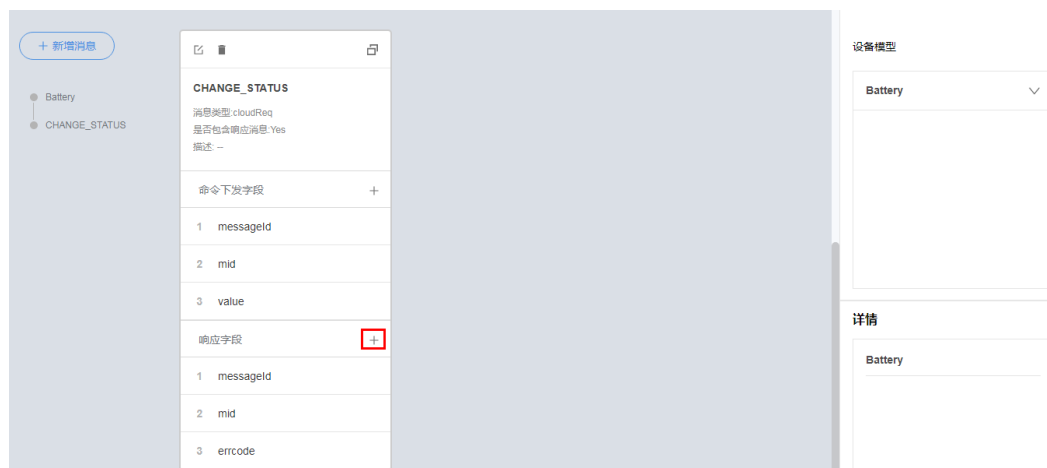 + 新增消息
Battery
CHANGE_STATUS
CHANGE_STATUS
消息类型:cloudReq
是否包含响应消息:Yes
描述: --
命令下发字段 +
1 messageId
2 mid
3 value
响应字段 +
1 messageId
2 mid
3 errcode
设备模型
Battery
详情
Battery